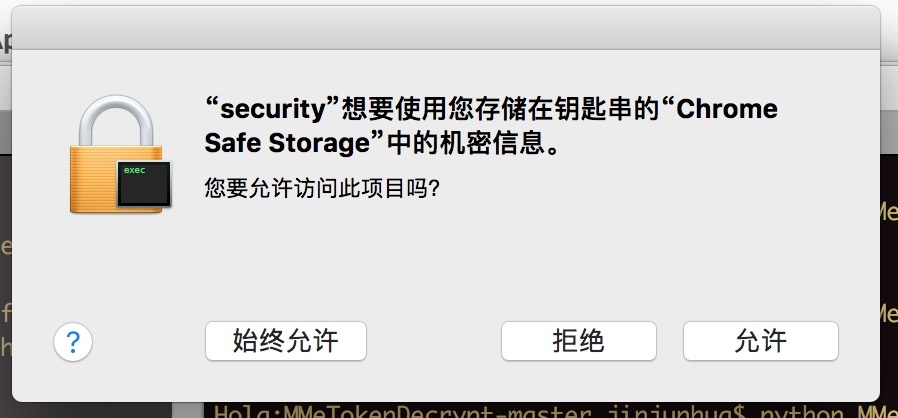 “security”想要使用您存储在钥匙串的“Chrome
Safe Storage”中的机密信息。
exec
您要允许访问此项目吗?
?
始终允许
拒绝
允许
Hola:MMeTokenDecrypt-master jinjunhua$ python MMe